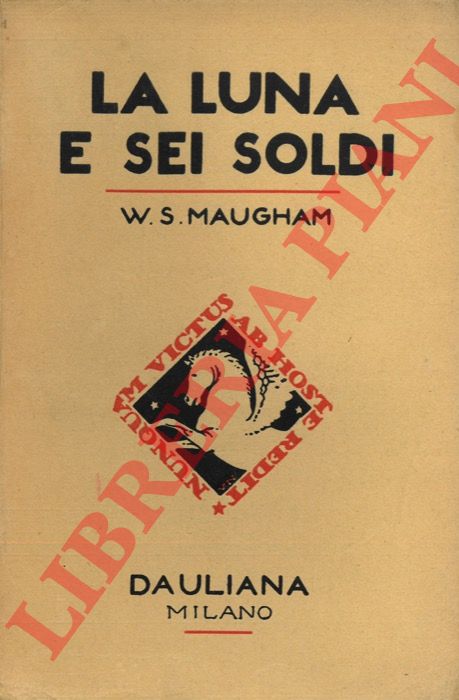 LA LUNA
E SEI SOLDI
W. S. MAUGHAM
NUNQUAM VICTUS AB HOSTE REDIT
DAULIANA
MILANO
LIBRERIA PIANI